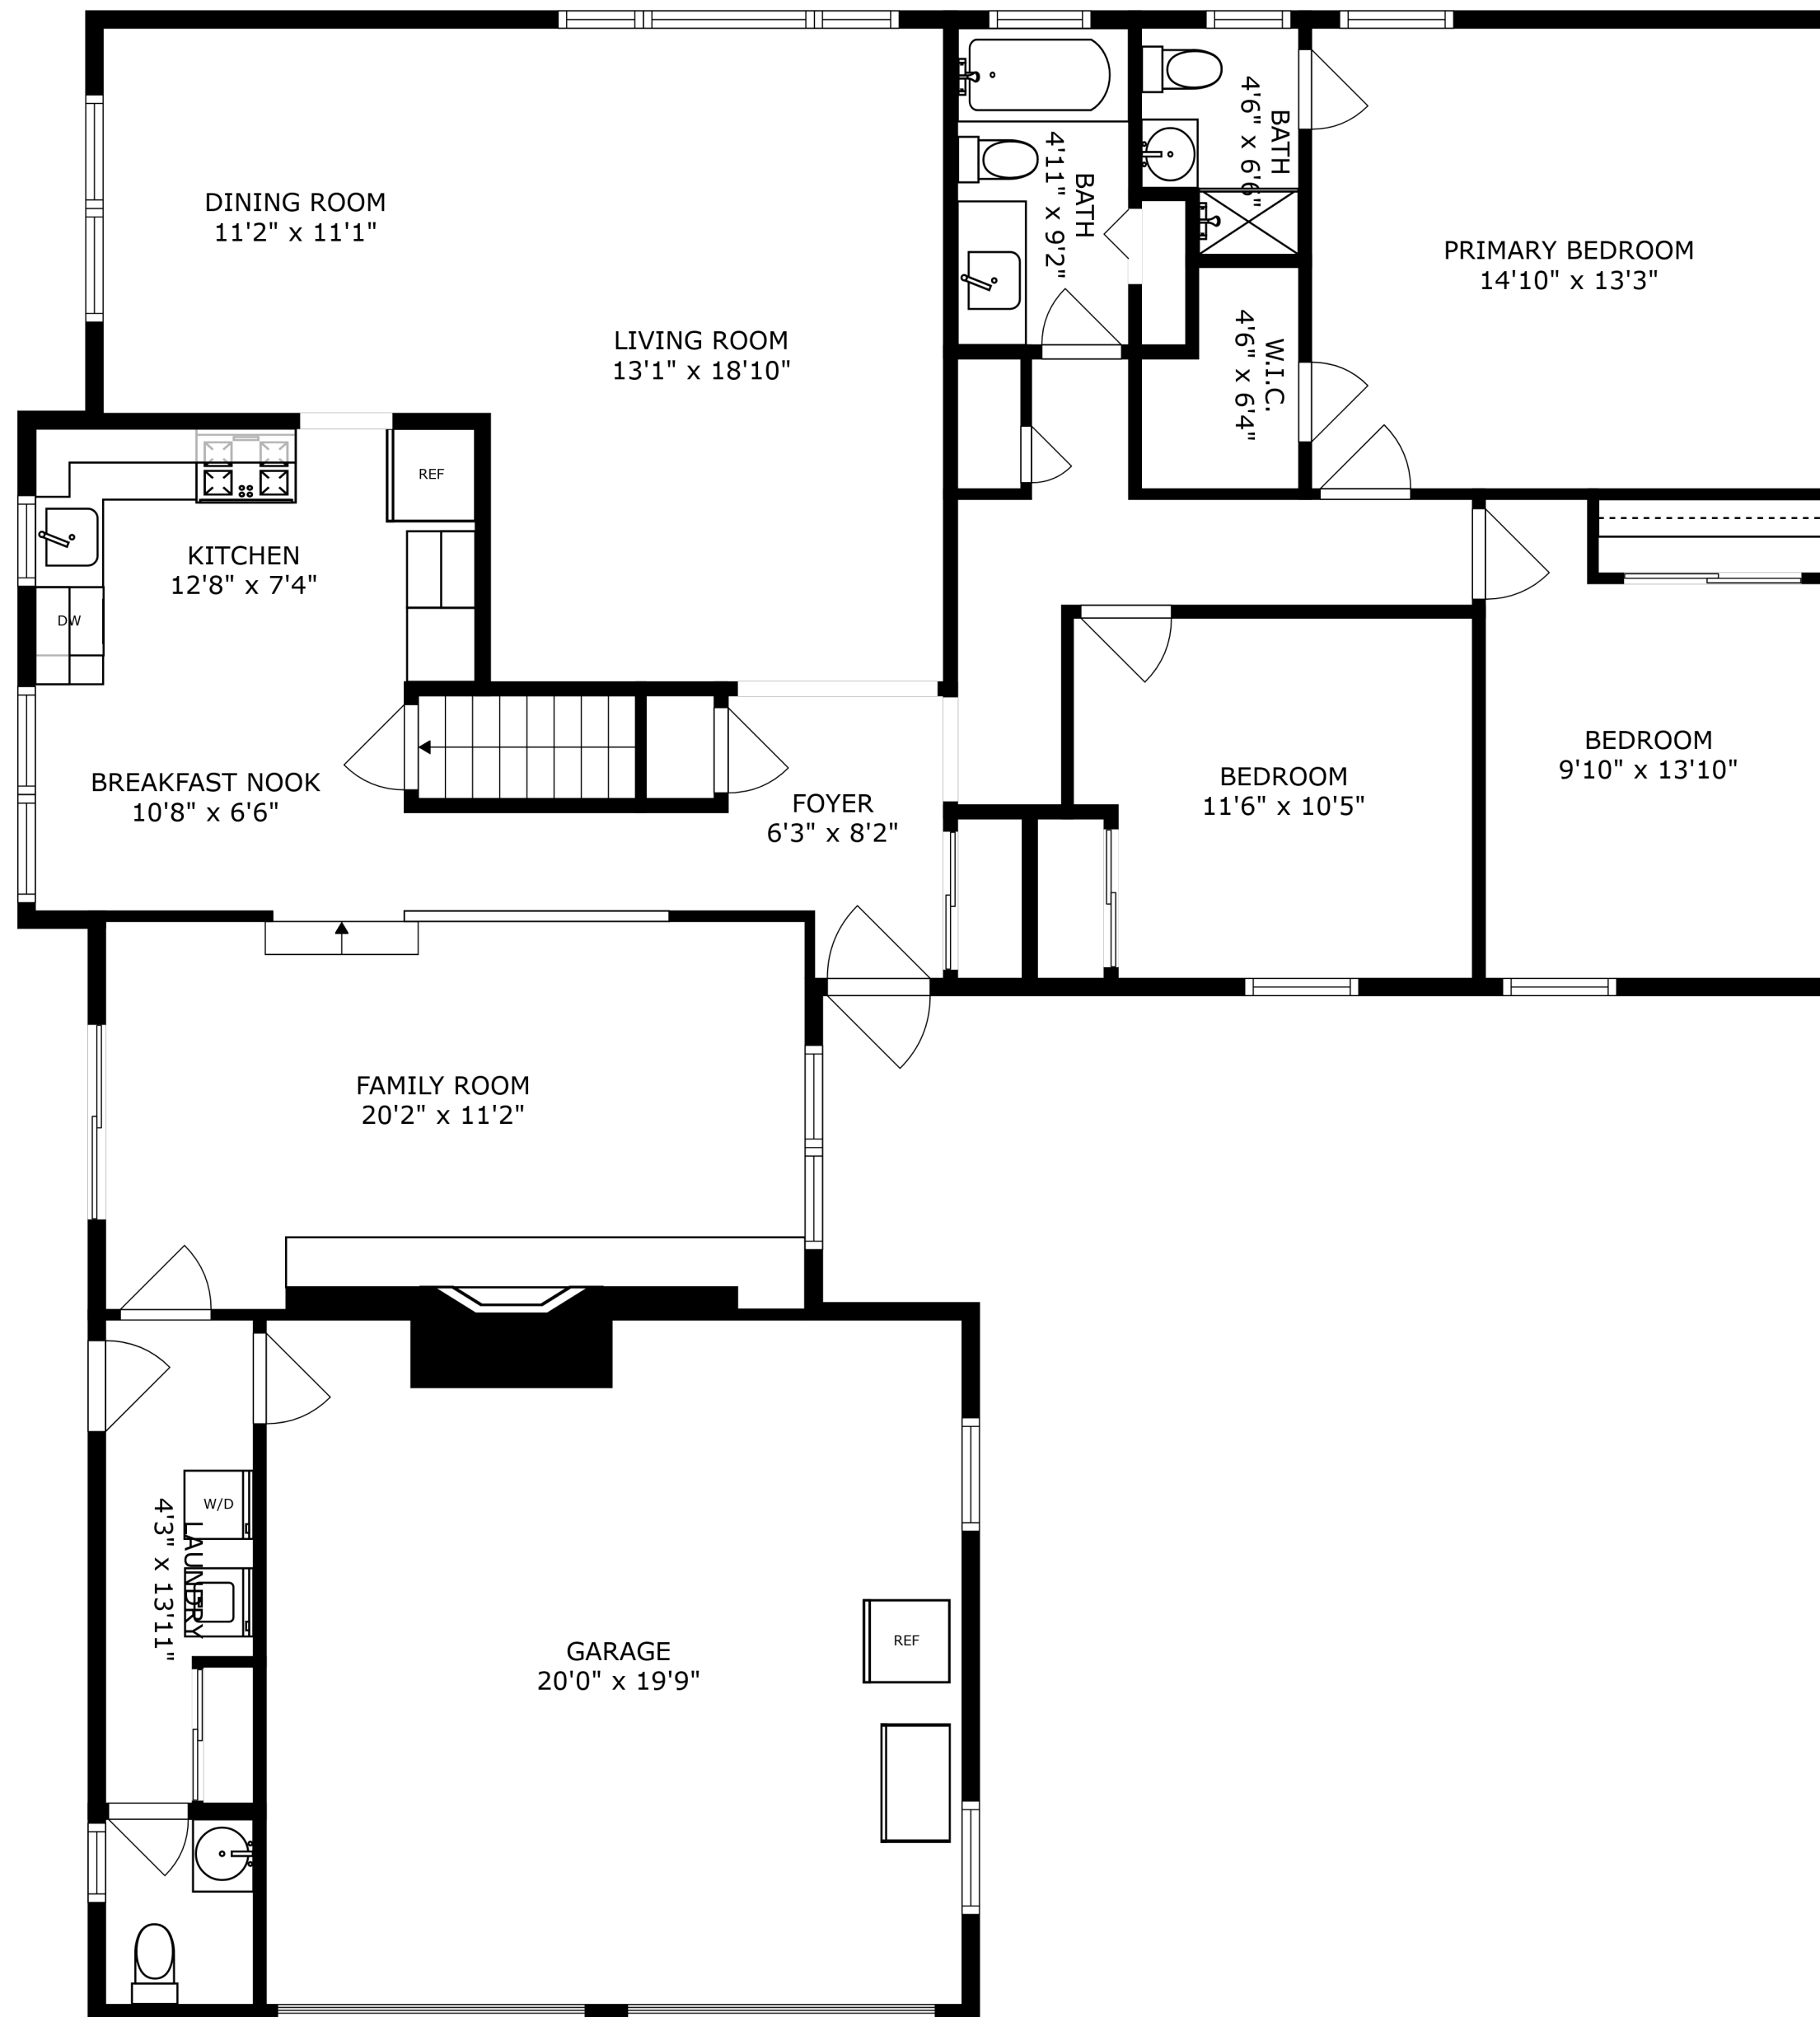 DINING ROOM
11'2" x 11'1"
LIVING ROOM
13'1" x 18'10"
BATH
4'11" x 9'2"
BATH
4'6" x 6'6"
PRIMARY BEDROOM
14'10" x 13'3"
W.I.C.
4'6" x 6'4"
REF
KITCHEN
12'8" x 7'4"
DW
BREAKFAST NOOK
10'8" x 6'6"
FOYER
6'3" x 8'2"
BEDROOM
11'6" x 10'5"
BEDROOM
9'10" x 13'10"
FAMILY ROOM
20'2" x 11'2"
W/D
LAUNDRY
4'3" x 13'11"
GARAGE
20'0" x 19'9"
REF